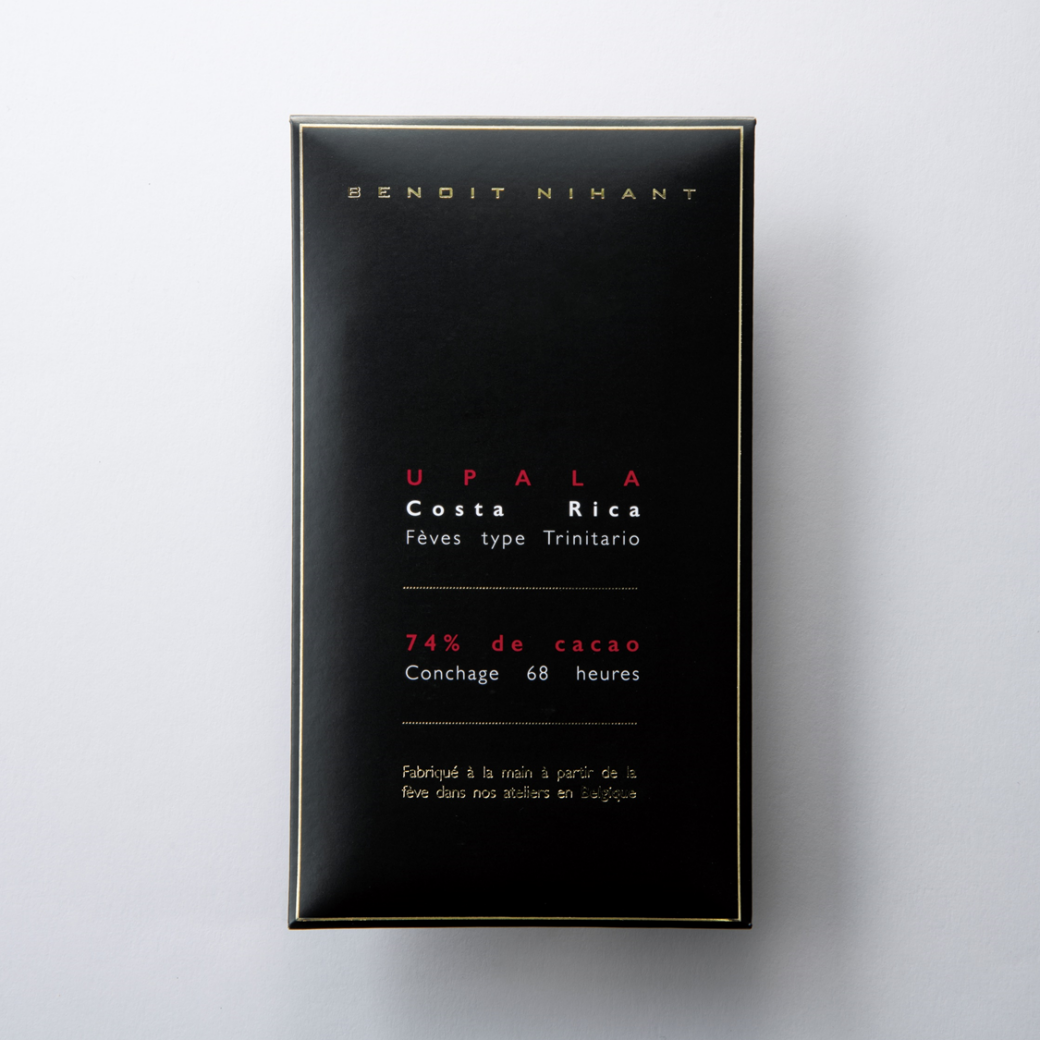 BENOIT NIHANT
UPALA
Costa Rica
Fèves type Trinitario
74% de cacao
Conchage 68 heures
Fabriqué à la main à partir de la
fève dans nos ateliers en Belgique